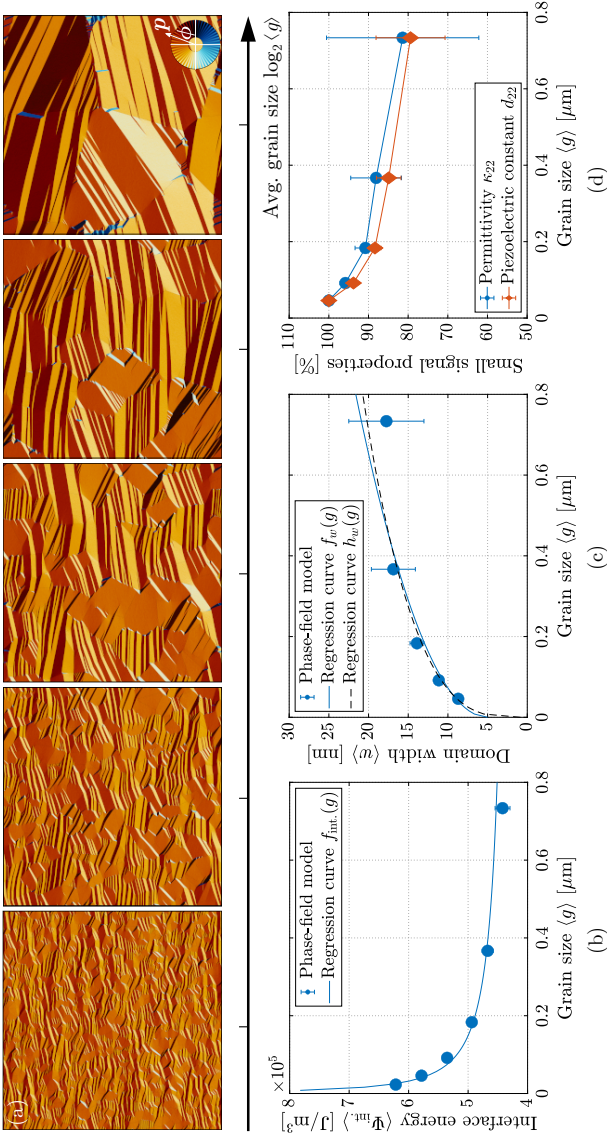 (a)
p
ϕ
Avg. grain size log₂ ⟨g⟩
×10⁵
Interface energy ⟨Ψint.⟩ [J/m³]
7
6
5
4
Phase-field model
Regression curve fint.(g)
0
0.2
0.4
0.6
0.8
Grain size ⟨g⟩ [μm]
(b)
Domain width ⟨w⟩ [nm]
30
25
20
15
10
5
0
Phase-field model
Regression curve fw(g)
Regression curve hw(g)
0
0.2
0.4
0.6
0.8
Grain size ⟨g⟩ [μm]
(c)
Small signal properties [%]
110
100
90
80
70
60
50
Permittivity κ22
Piezoelectric constant d22
0
0.2
0.4
0.6
0.8
Grain size ⟨g⟩ [μm]
(d)